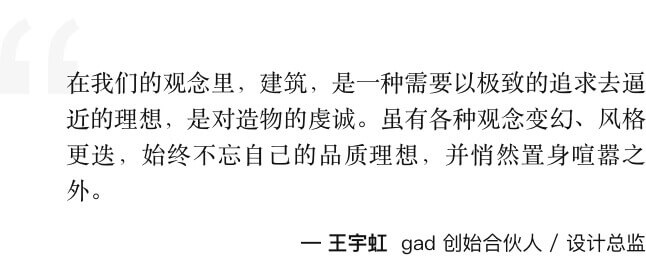 在我们的观念里，建筑，是一种需要以极致的追求去逼
近的理想，是对造物的虔诚。虽有各种观念变幻、风格
更迭，始终不忘自己的品质理想，并悄然置身喧嚣之
外。
— 王宇虹 gad 创始合伙人 / 设计总监